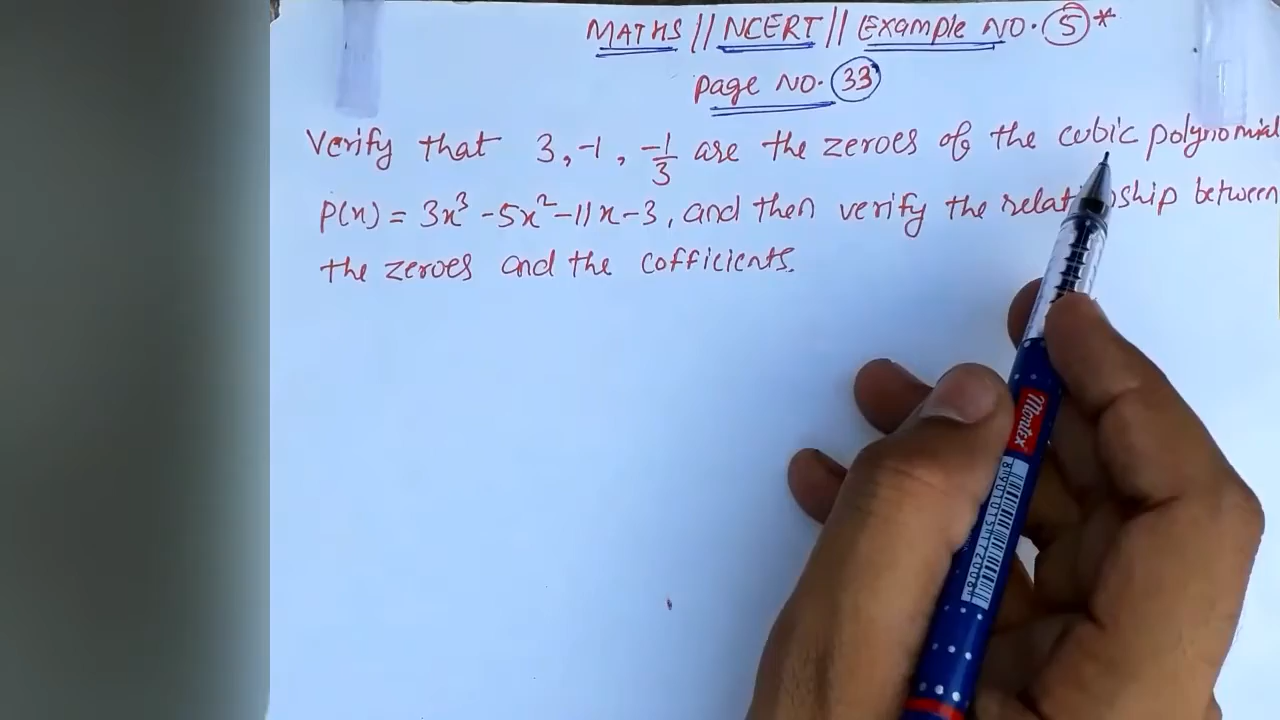 MATHS // NCERT // Example NO. 5*
Page NO. 33
Verify that 3, -1, -1/3 are the zeroes of the cubic polynomial
P(x) = 3x³ -5x² -11x -3, and then verify the between
the zeroes and the cofficients.
Montex